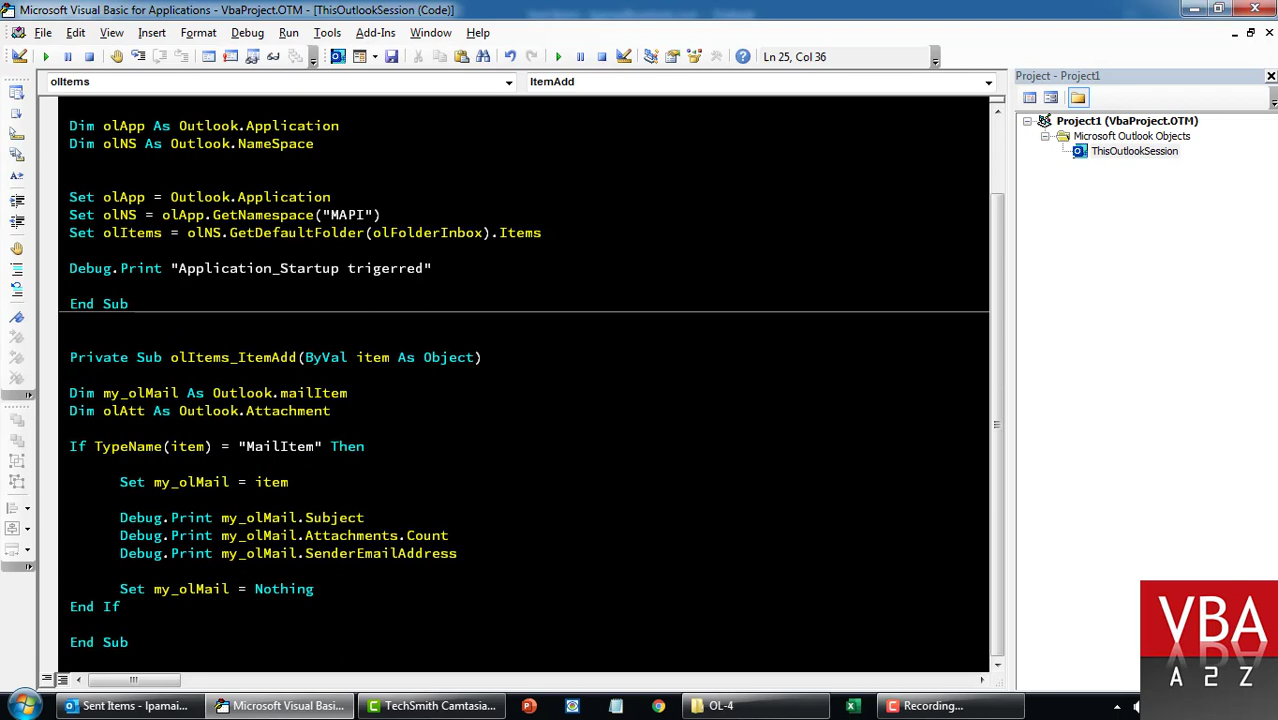 Microsoft Visual Basic for Applications - VbaProject.OTM - [ThisOutlookSession (Code)]
File Edit View Insert Format Debug Run Tools Add-Ins Window Help
Ln 25, Col 36
olItems ItemAdd
Project - Project1
Dim olApp As Outlook.Application
Dim olNS As Outlook.NameSpace
Set olApp = Outlook.Application
Set olNS = olApp.GetNamespace("MAPI")
Set olItems = olNS.GetDefaultFolder(olFolderInbox).Items
Debug.Print "Application_Startup trigerred"
End Sub
Private Sub olItems_ItemAdd(ByVal item As Object)
Dim my_olMail As Outlook.mailItem
Dim olAtt As Outlook.Attachment
If TypeName(item) = "MailItem" Then
Set my_olMail = item
Debug.Print my_olMail.Subject
Debug.Print my_olMail.Attachments.Count
Debug.Print my_olMail.SenderEmailAddress
Set my_olMail = Nothing
End If
End Sub
Project1 (VbaProject.OTM)
Microsoft Outlook Objects
ThisOutlookSession
VBA
A 2 Z
Sent Items - Ipamai... Microsoft Visual Basi... TechSmith Camtasia... OL-4 Recording...